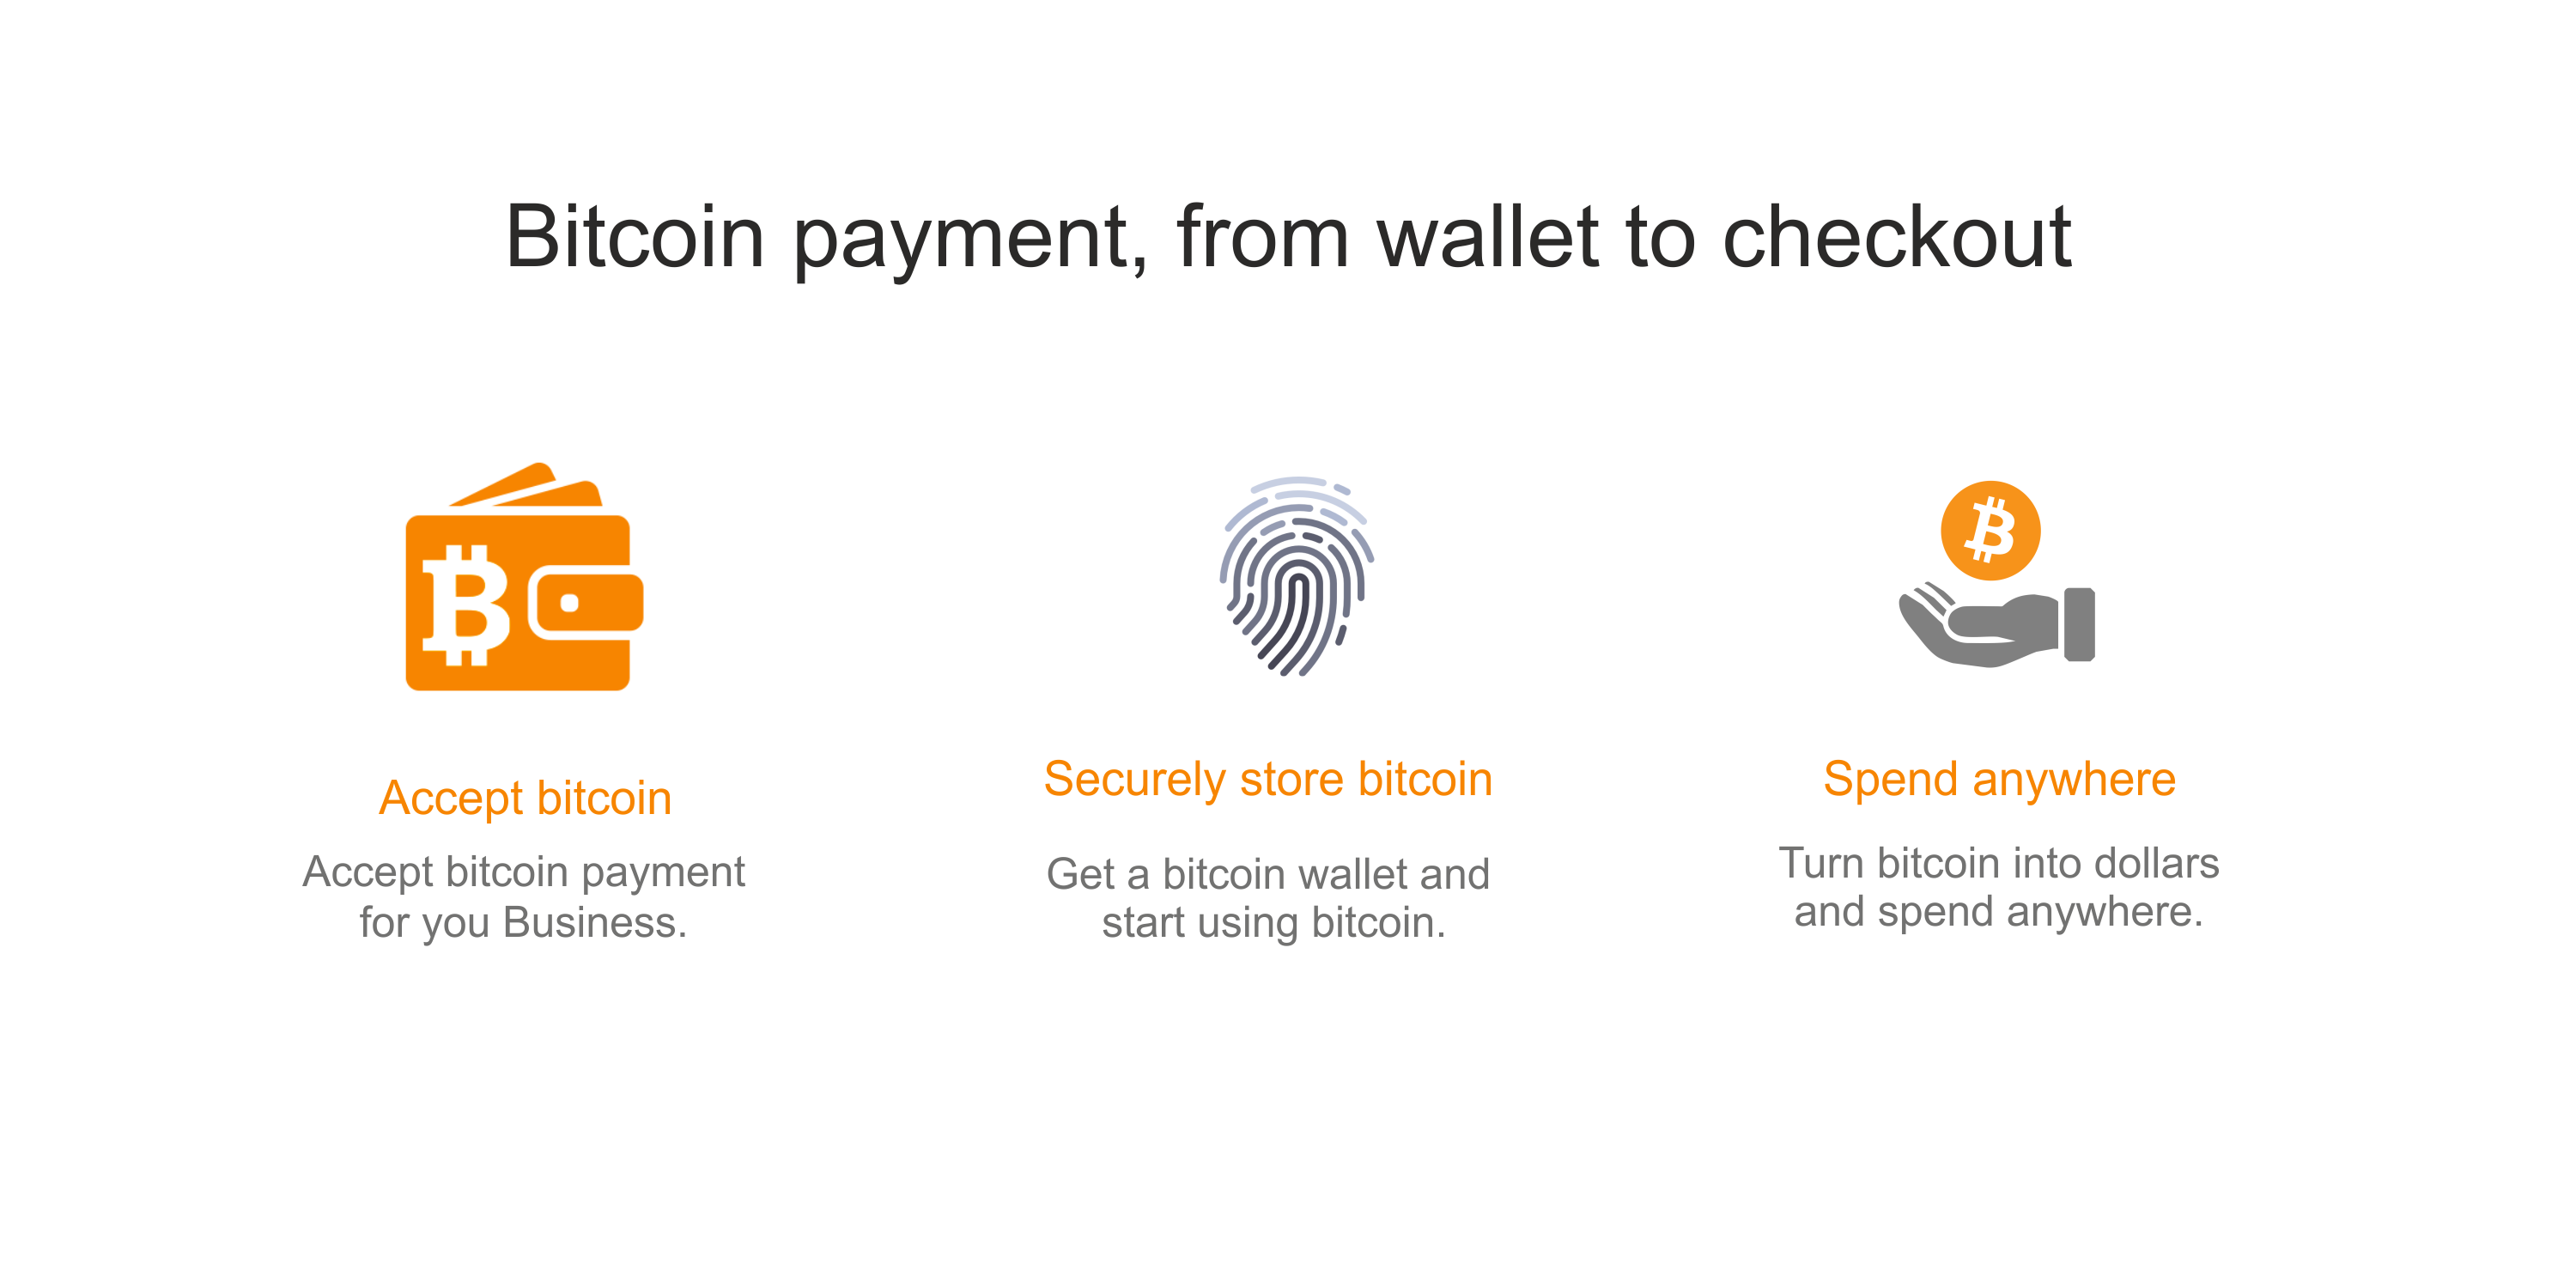 Bitcoin payment, from wallet to checkout
Accept bitcoin
Accept bitcoin payment
for you Business.
Securely store bitcoin
Get a bitcoin wallet and
start using bitcoin.
Spend anywhere
Turn bitcoin into dollars
and spend anywhere.